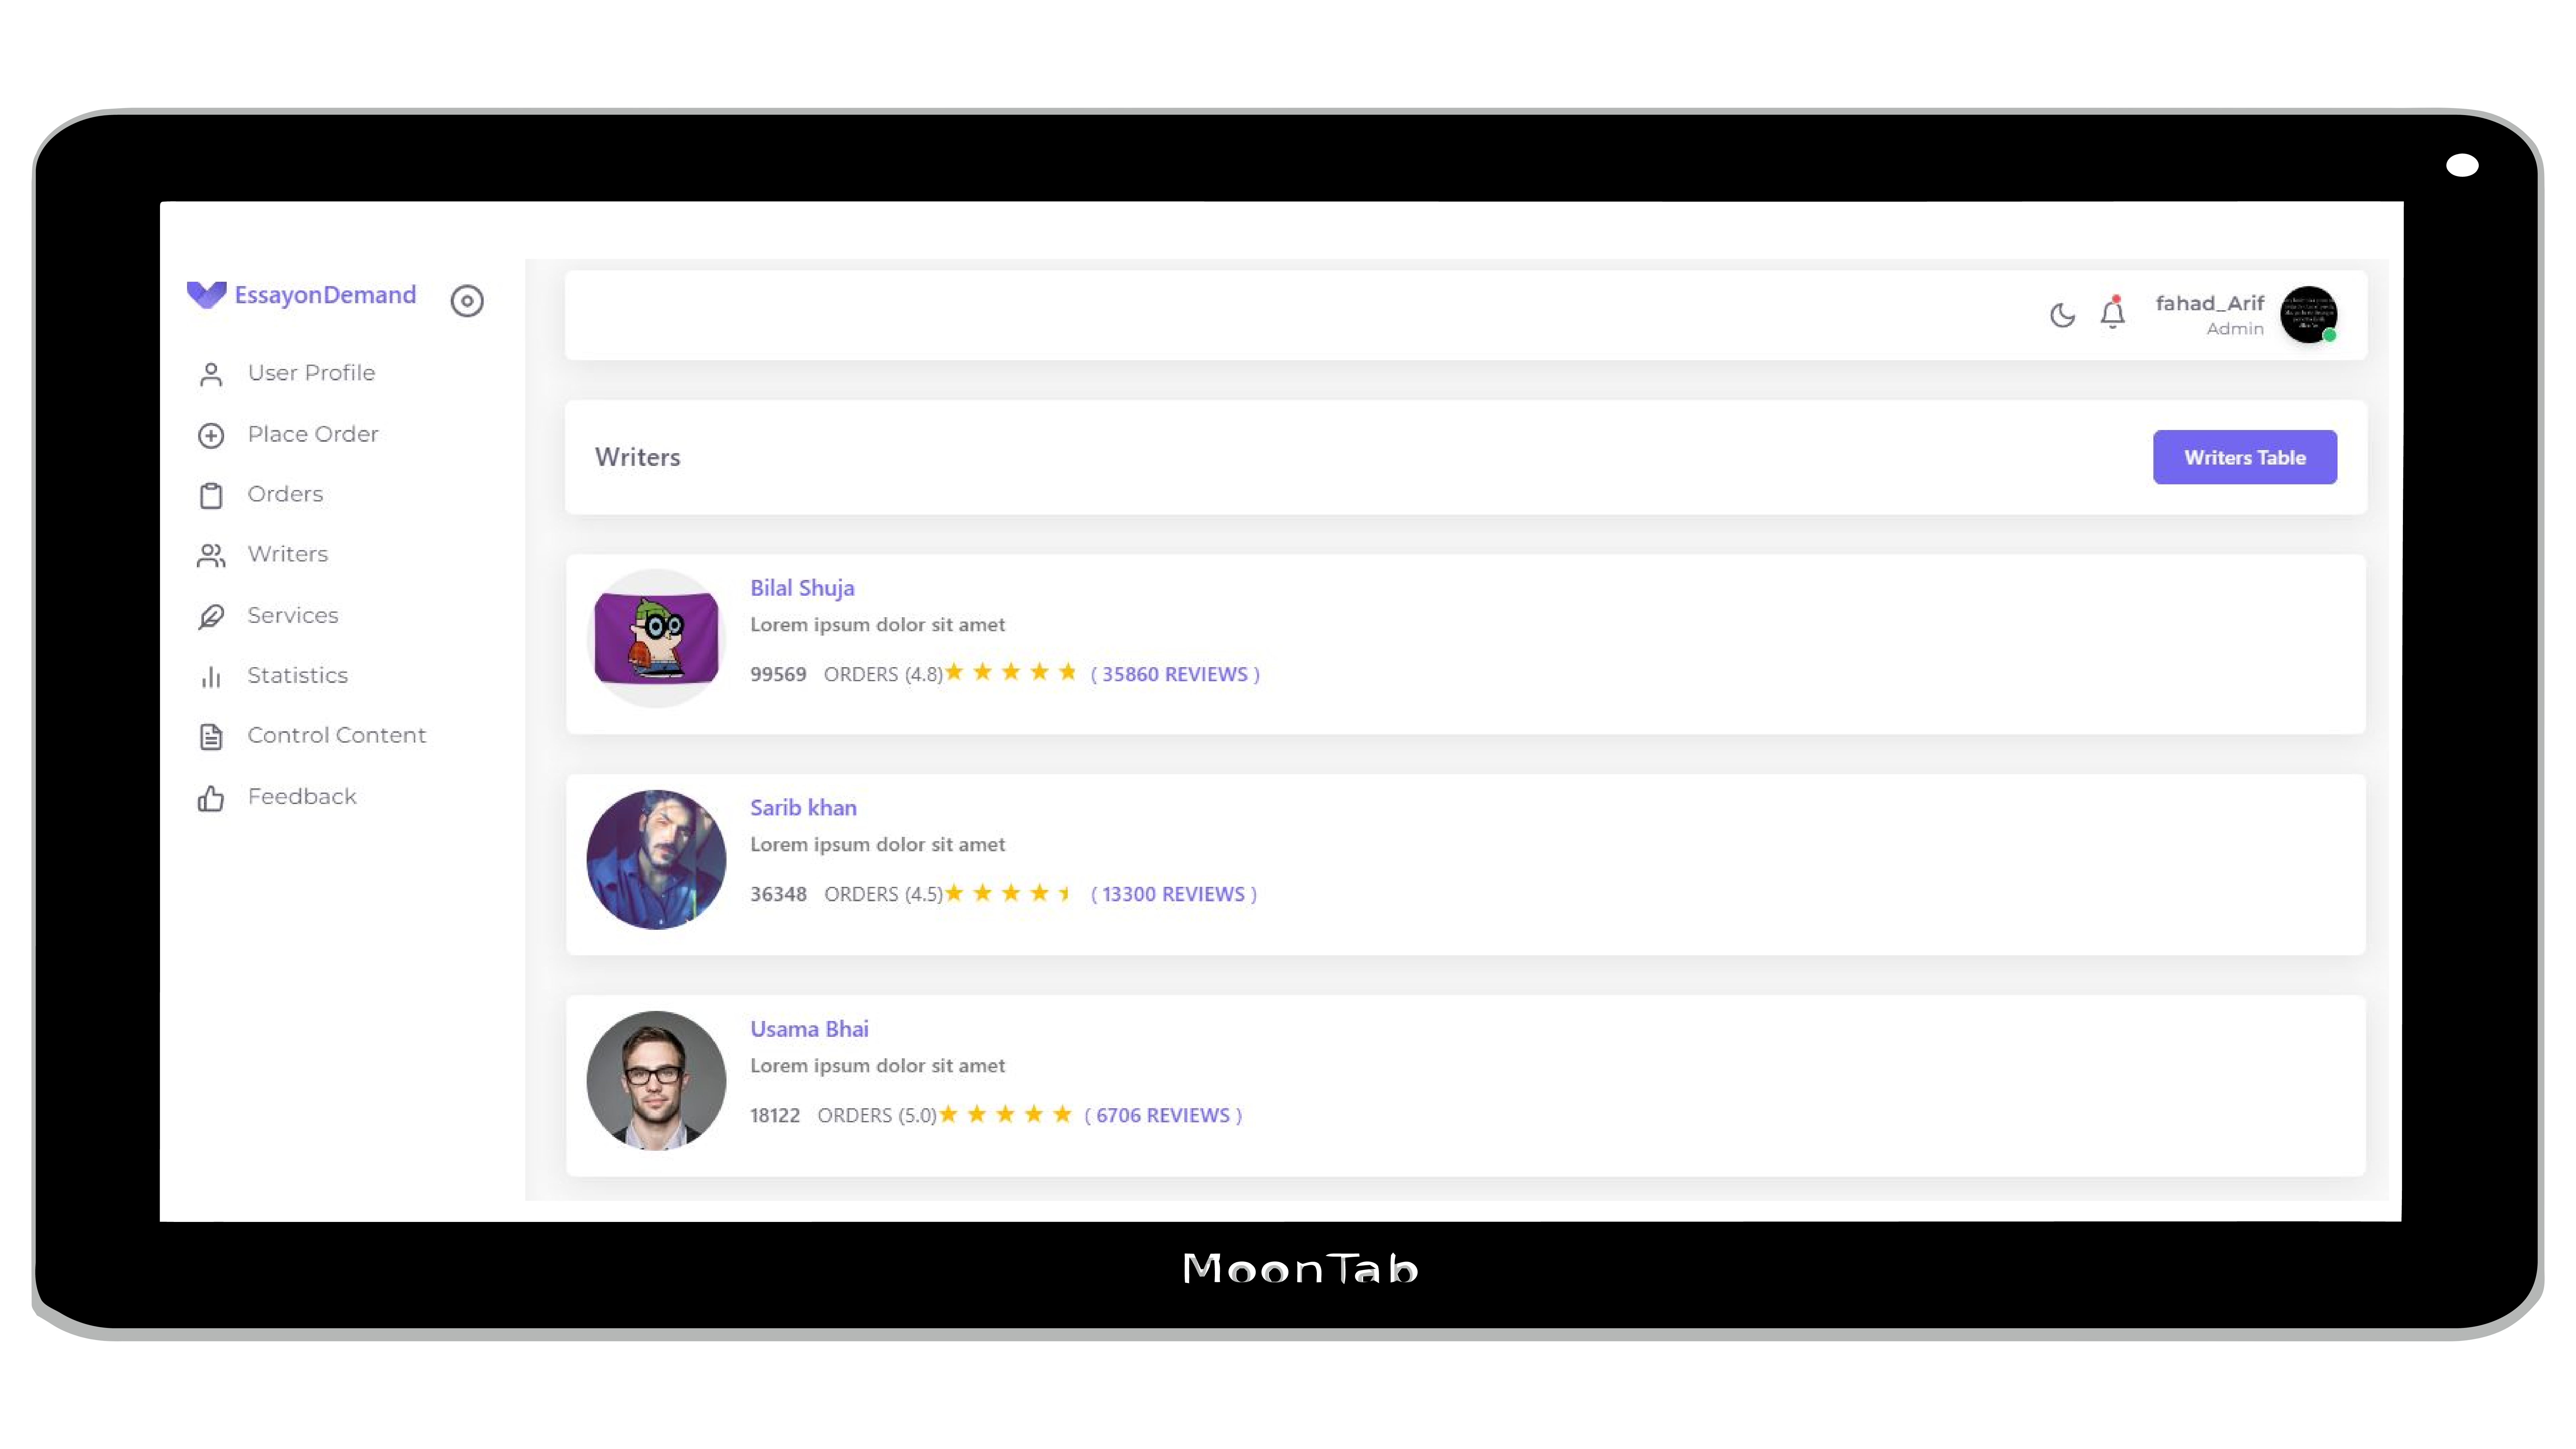 EssayonDemand
User Profile
Place Order
Orders
Writers
Services
Statistics
Control Content
Feedback
fahad_Arif
Admin
Writers
Writers Table
Bilal Shuja
Lorem ipsum dolor sit amet
99569 ORDERS (4.8) ( 35860 REVIEWS )
Sarib khan
Lorem ipsum dolor sit amet
36348 ORDERS (4.5) ( 13300 REVIEWS )
Usama Bhai
Lorem ipsum dolor sit amet
18122 ORDERS (5.0) ( 6706 REVIEWS )
MoonTab